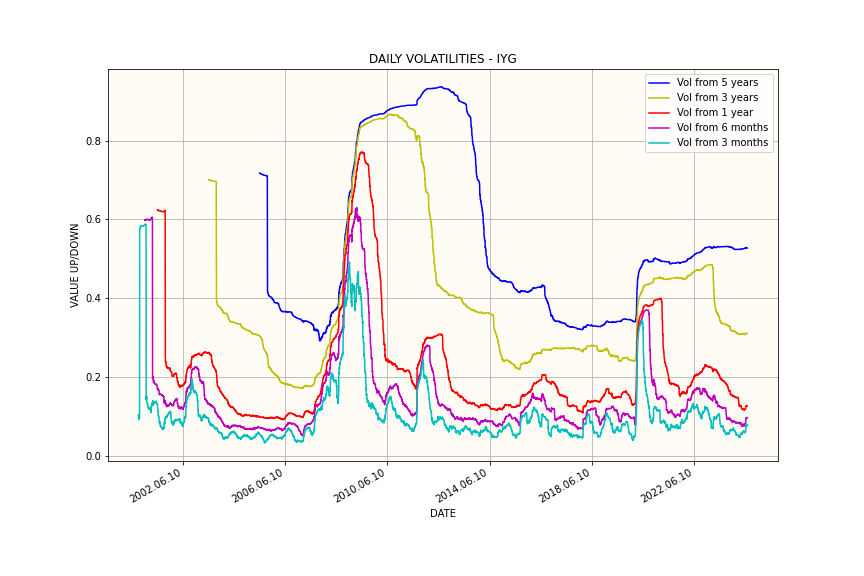 DAILY VOLATILITIES - IYG
Vol from 5 years
Vol from 3 years
Vol from 1 year
Vol from 6 months
Vol from 3 months
VALUE UP/DOWN
0.8
0.6
0.4
0.2
0.0
2002.06.10
2006.06.10
2010.06.10
2014.06.10
2018.06.10
2022.06.10
DATE